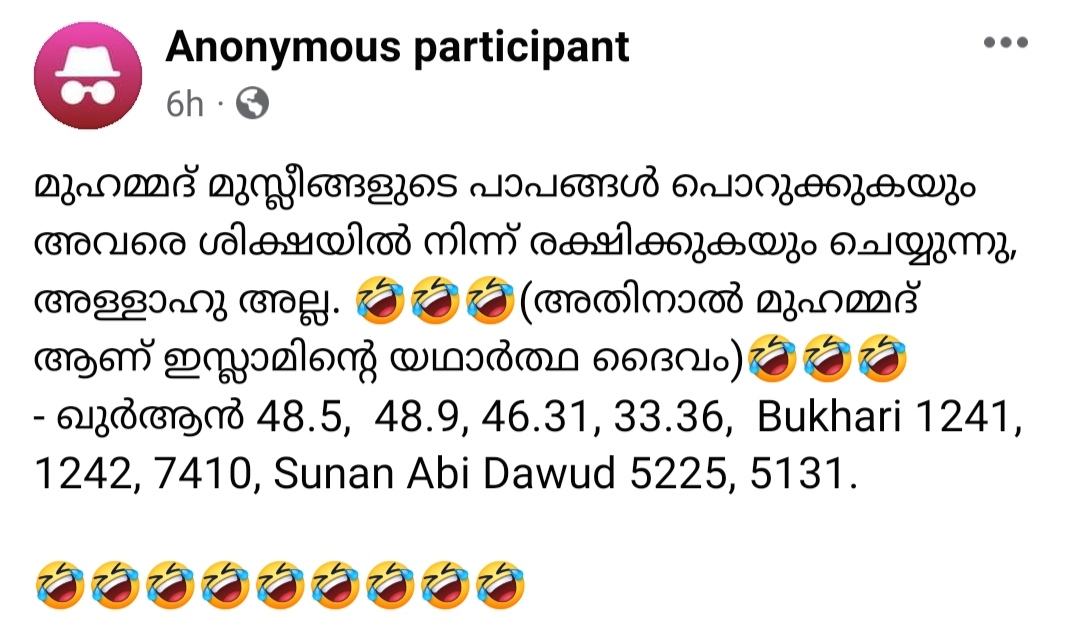 Anonymous participant
6h ·
മുഹമ്മദ് മുസ്ലീങ്ങളുടെ പാപങ്ങൾ പൊറുക്കുകയും
അവരെ ശിക്ഷയിൽ നിന്ന് രക്ഷിക്കുകയും ചെയ്യുന്നു,
അള്ളാഹു അല്ല. 🤣🤣🤣(അതിനാൽ മുഹമ്മദ്
ആണ് ഇസ്ലാമിന്റെ യഥാർത്ഥ ദൈവം)🤣🤣🤣
- ഖുർആൻ 48.5, 48.9, 46.31, 33.36, Bukhari 1241,
1242, 7410, Sunan Abi Dawud 5225, 5131.
🤣🤣🤣🤣🤣🤣🤣🤣🤣